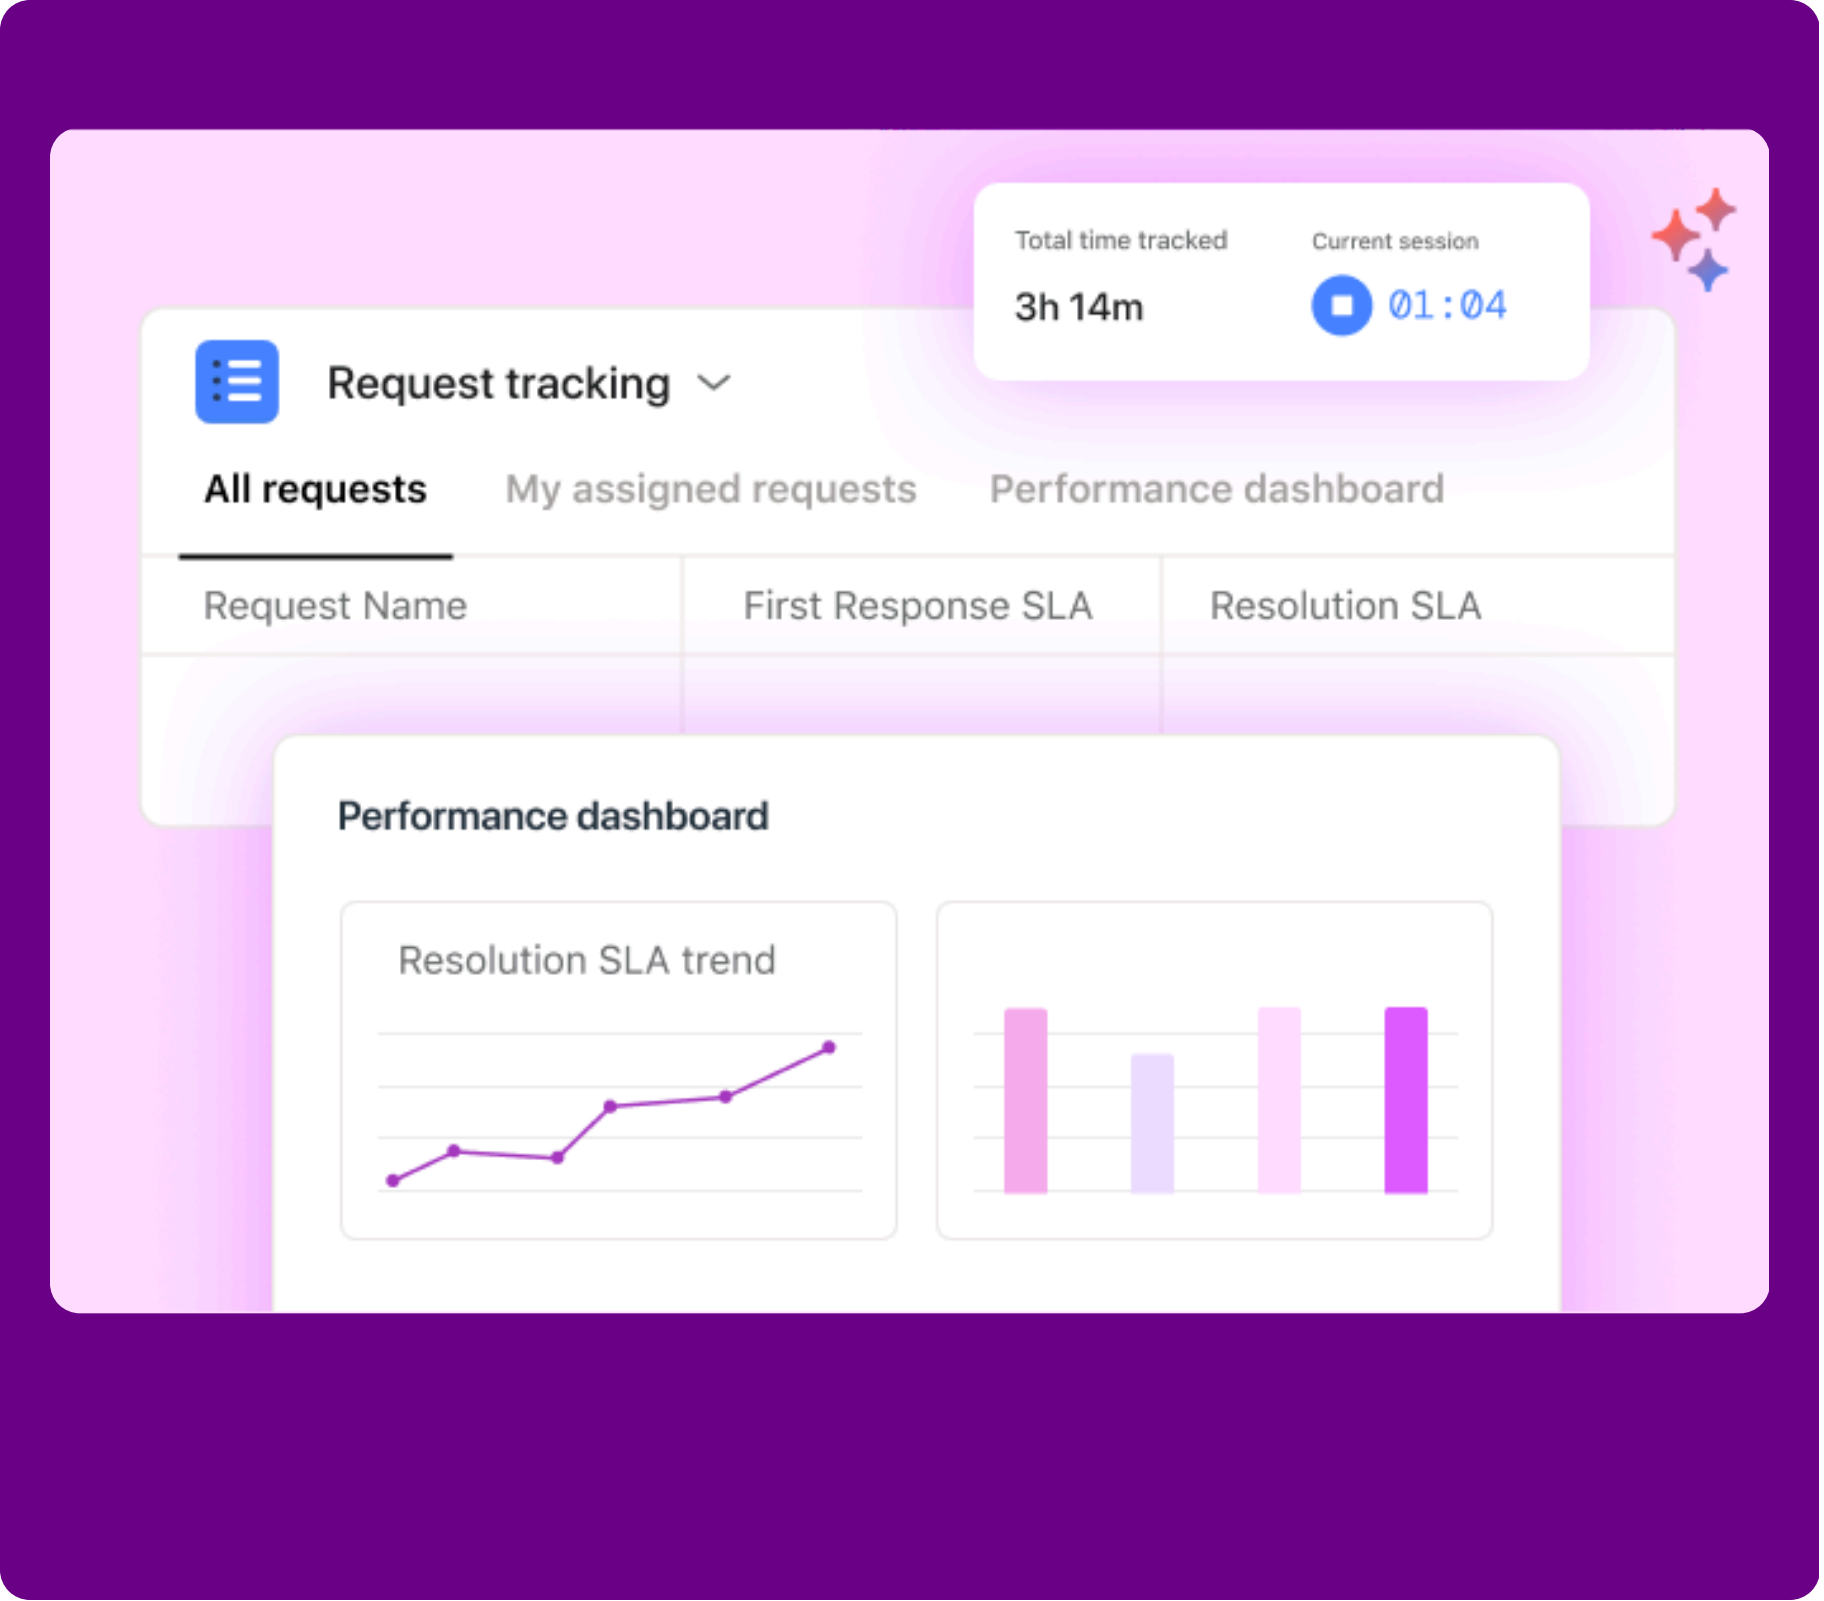 Total time tracked
Current session
3h 14m
01:04
Request tracking
All requests
My assigned requests
Performance dashboard
Request Name
First Response SLA
Resolution SLA
Performance dashboard
Resolution SLA trend